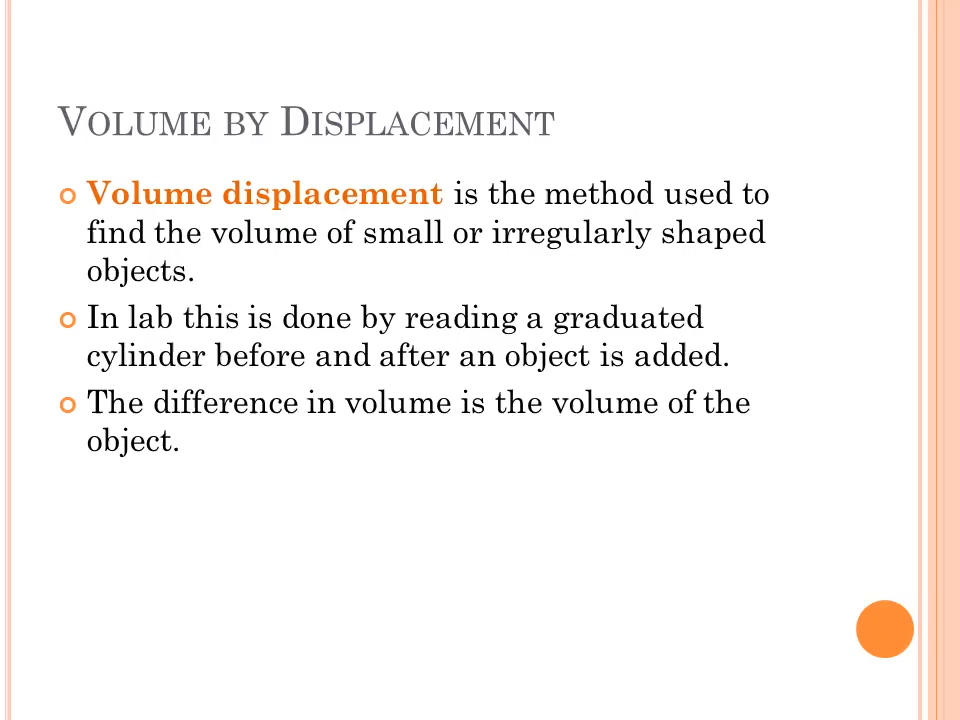 VOLUME BY DISPLACEMENT
Volume displacement is the method used to
find the volume of small or irregularly shaped
objects.
In lab this is done by reading a graduated
cylinder before and after an object is added.
The difference in volume is the volume of the
object.